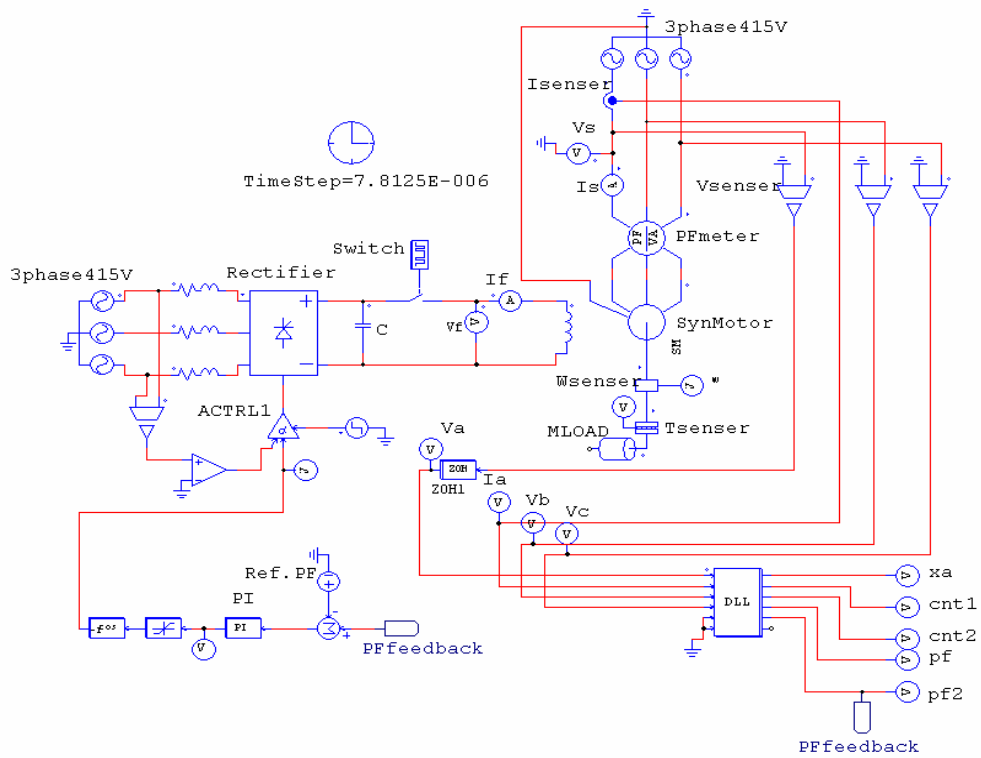 3phase415V
Isenser
Vs
V
Is
A
Vsenser
TimeStep=7.8125E-006
PF
VA
PFmeter
Switch
3phase415V
Rectifier
If
A
C
Vf
V
SynMotor
SM
Wsenser
w
V
ACTRL1
α
MLOAD
Tsenser
Va
V
ZOH
ZOH1
Ia
V
Vb
V
Vc
V
Ref.PF
PI
PI
V
PFfeedback
DLL
xa
V
cnt1
V
cnt2
V
pf
V
pf2
V
PFfeedback